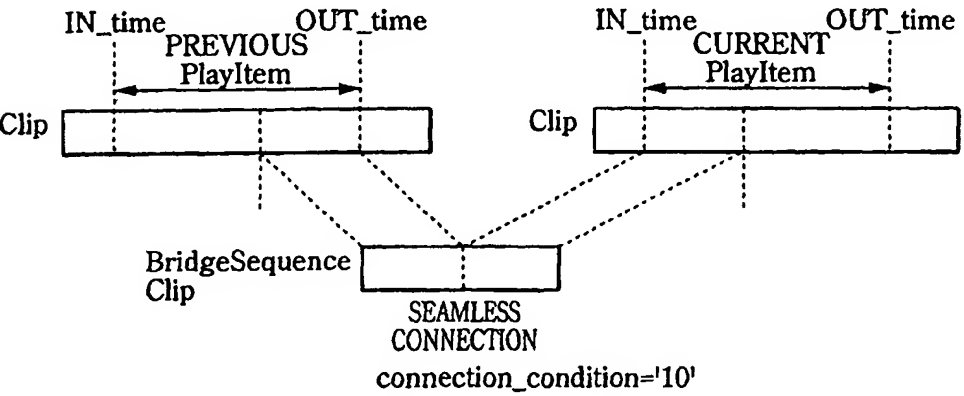 IN_time OUT_time
PREVIOUS
PlayItem
Clip
IN_time OUT_time
CURRENT
PlayItem
Clip
BridgeSequence
Clip
SEAMLESS
CONNECTION
connection_condition='10'